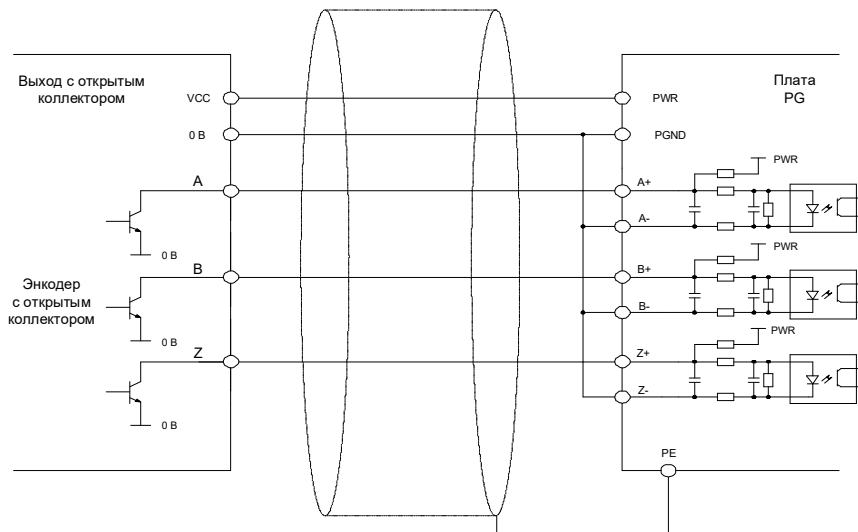 Выход с открытым
коллектором
VCC
PWR
Плата
PG
0 В
PGND
PWR
A
A+
A-
0 В
PWR
Энкодер
с открытым
коллектором
B
B+
B-
0 В
PWR
Z
Z+
Z-
0 В
PE